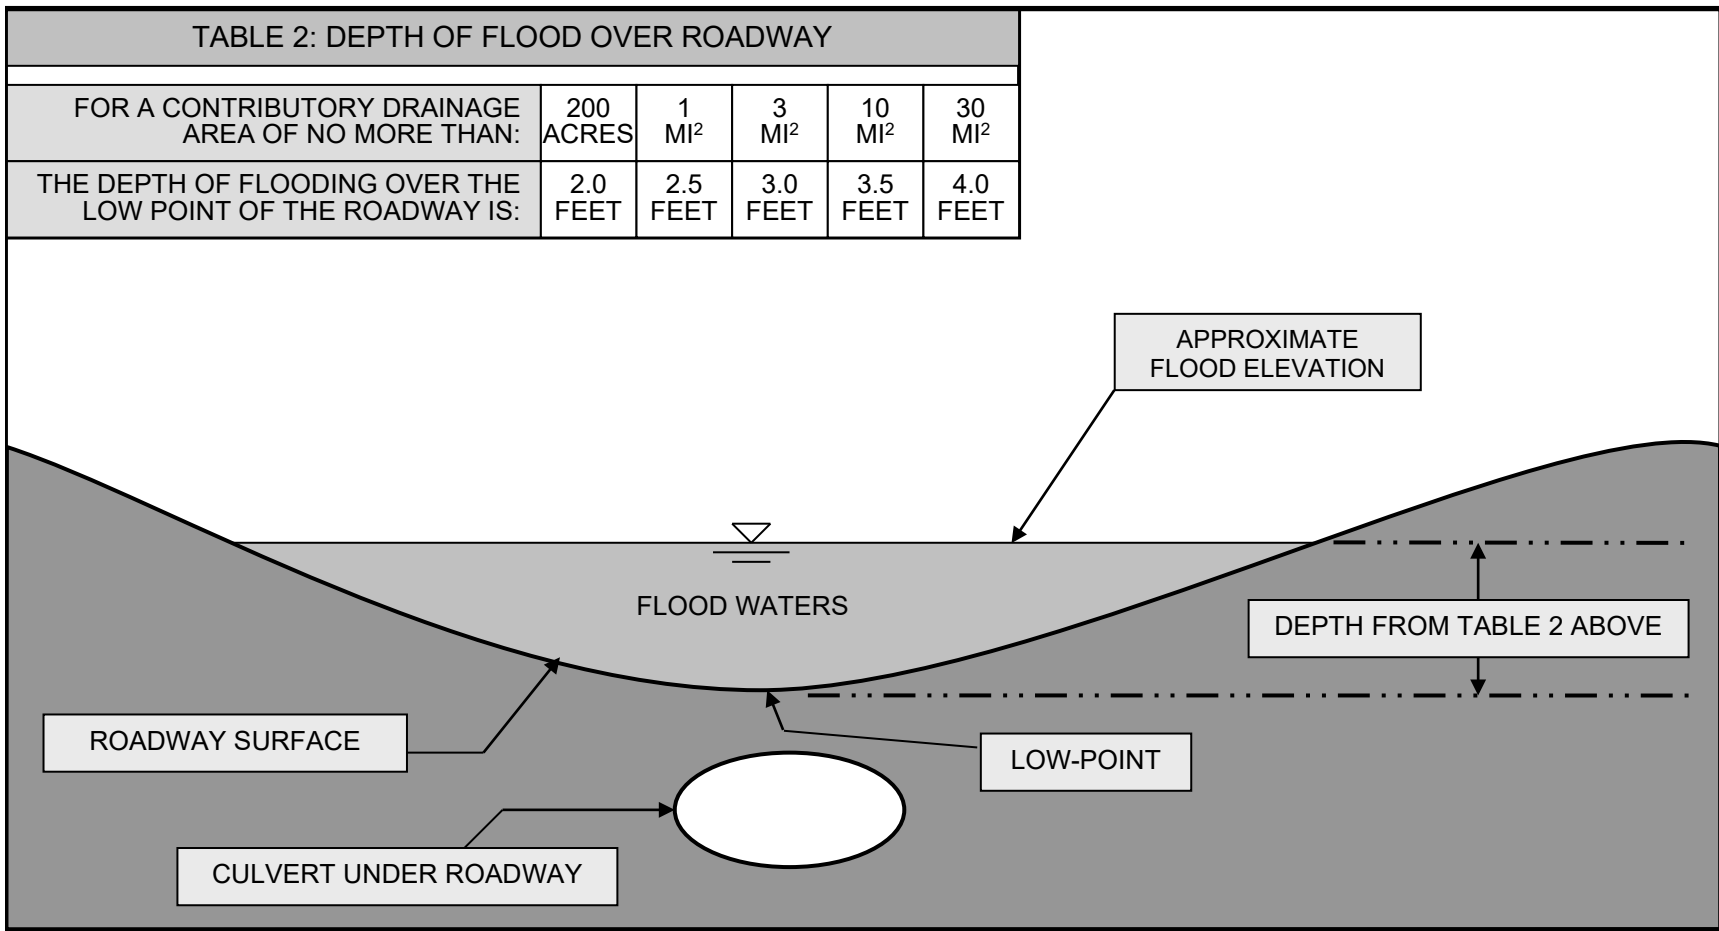 TABLE 2: DEPTH OF FLOOD OVER ROADWAY
FOR A CONTRIBUTORY DRAINAGE
AREA OF NO MORE THAN:
200
ACRES
1
MI²
3
MI²
10
MI²
30
MI²
THE DEPTH OF FLOODING OVER THE
LOW POINT OF THE ROADWAY IS:
2.0
FEET
2.5
FEET
3.0
FEET
3.5
FEET
4.0
FEET
APPROXIMATE
FLOOD ELEVATION
FLOOD WATERS
DEPTH FROM TABLE 2 ABOVE
ROADWAY SURFACE
LOW-POINT
CULVERT UNDER ROADWAY